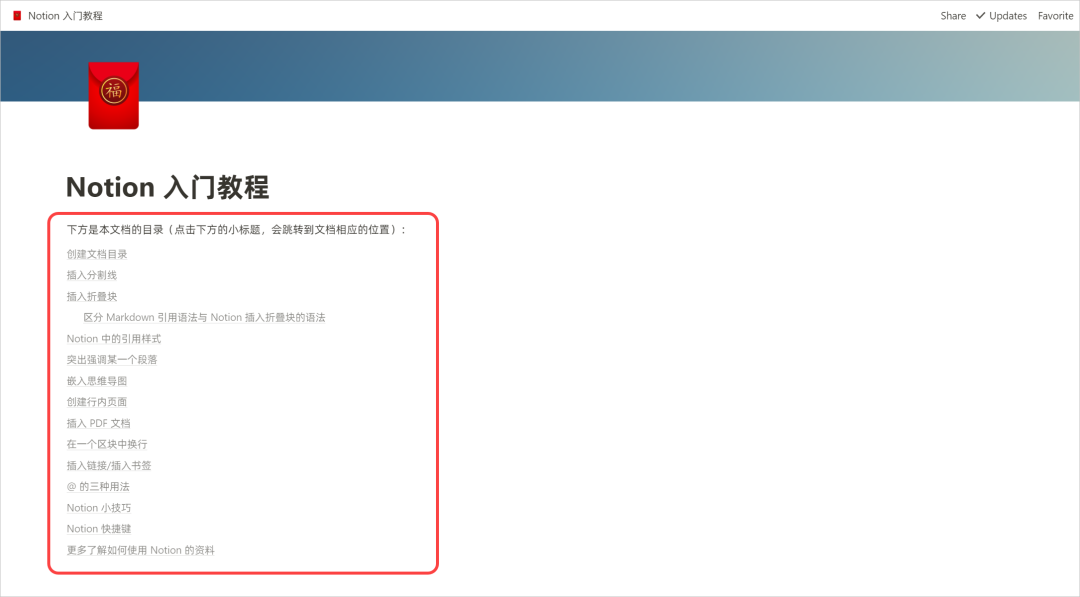 Notion 入门教程
Share ✓ Updates Favorite
福
Notion 入门教程
下方是本文档的目录（点击下方的小标题，会跳转到文档相应的位置）：
创建文档目录
插入分割线
插入折叠块
区分 Markdown 引用语法与 Notion 插入折叠块的语法
Notion 中的引用样式
突出强调某一个段落
嵌入思维导图
创建行内页面
插入 PDF 文档
在一个区块中换行
插入链接/插入书签
@ 的三种用法
Notion 小技巧
Notion 快捷键
更多了解如何使用 Notion 的资料